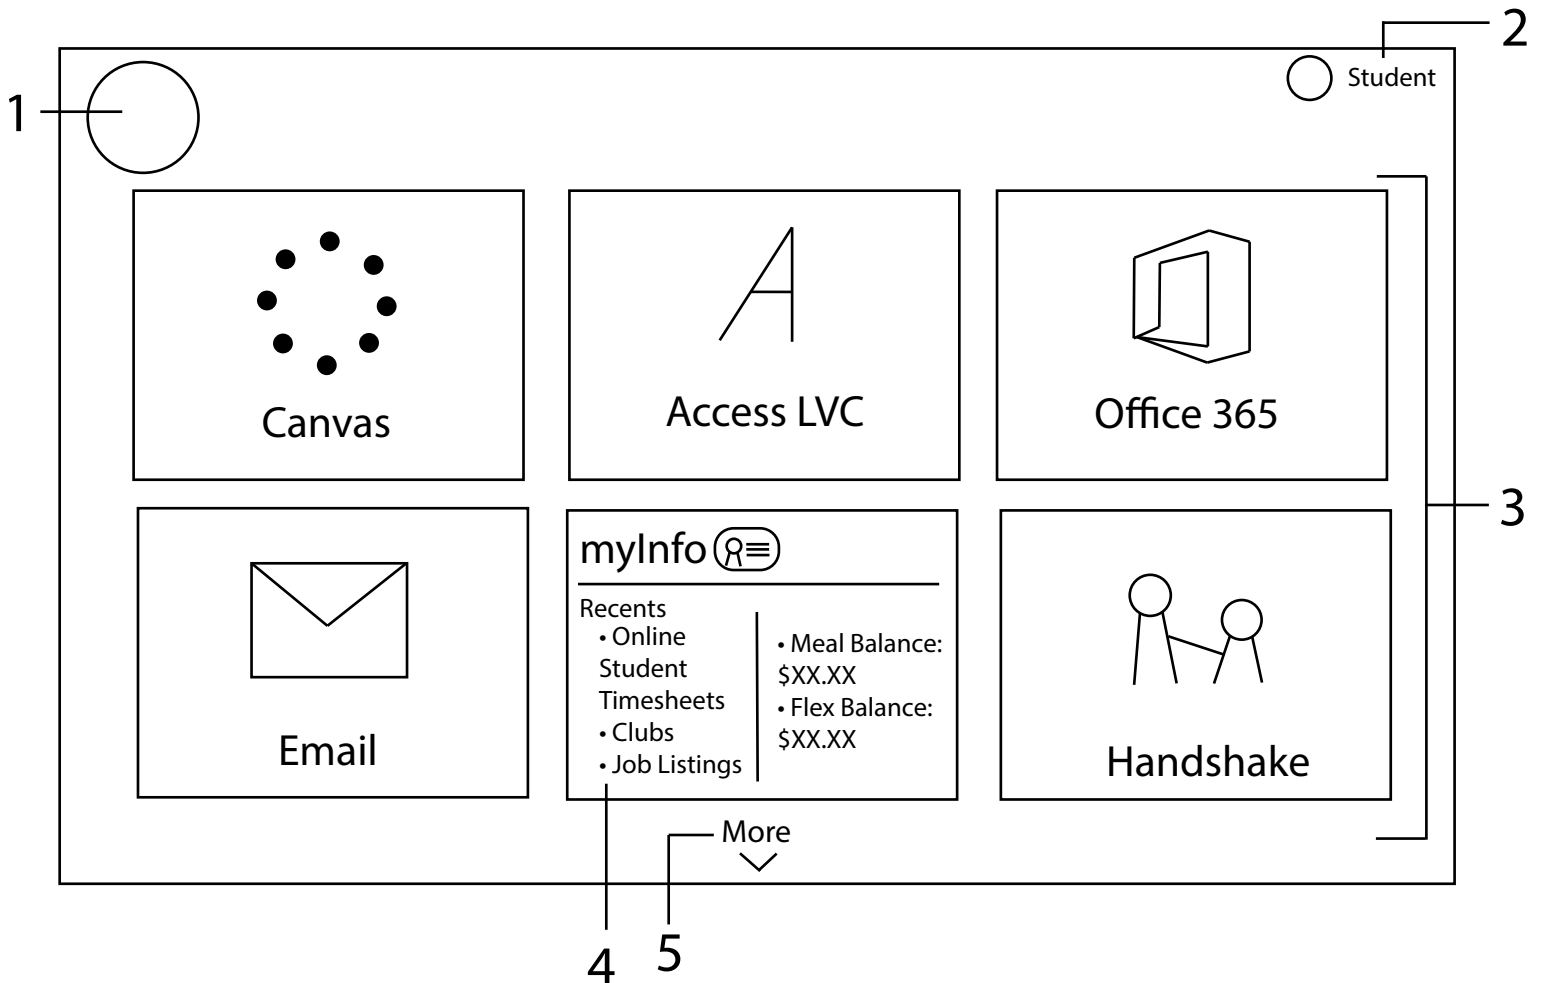 2
Student
1
Canvas
A
Access LVC
Office 365
3
Email
myInfo
Recents
• Online
Student
Timesheets
• Clubs
• Job Listings
• Meal Balance:
$XX.XX
• Flex Balance:
$XX.XX
Handshake
More
4
5